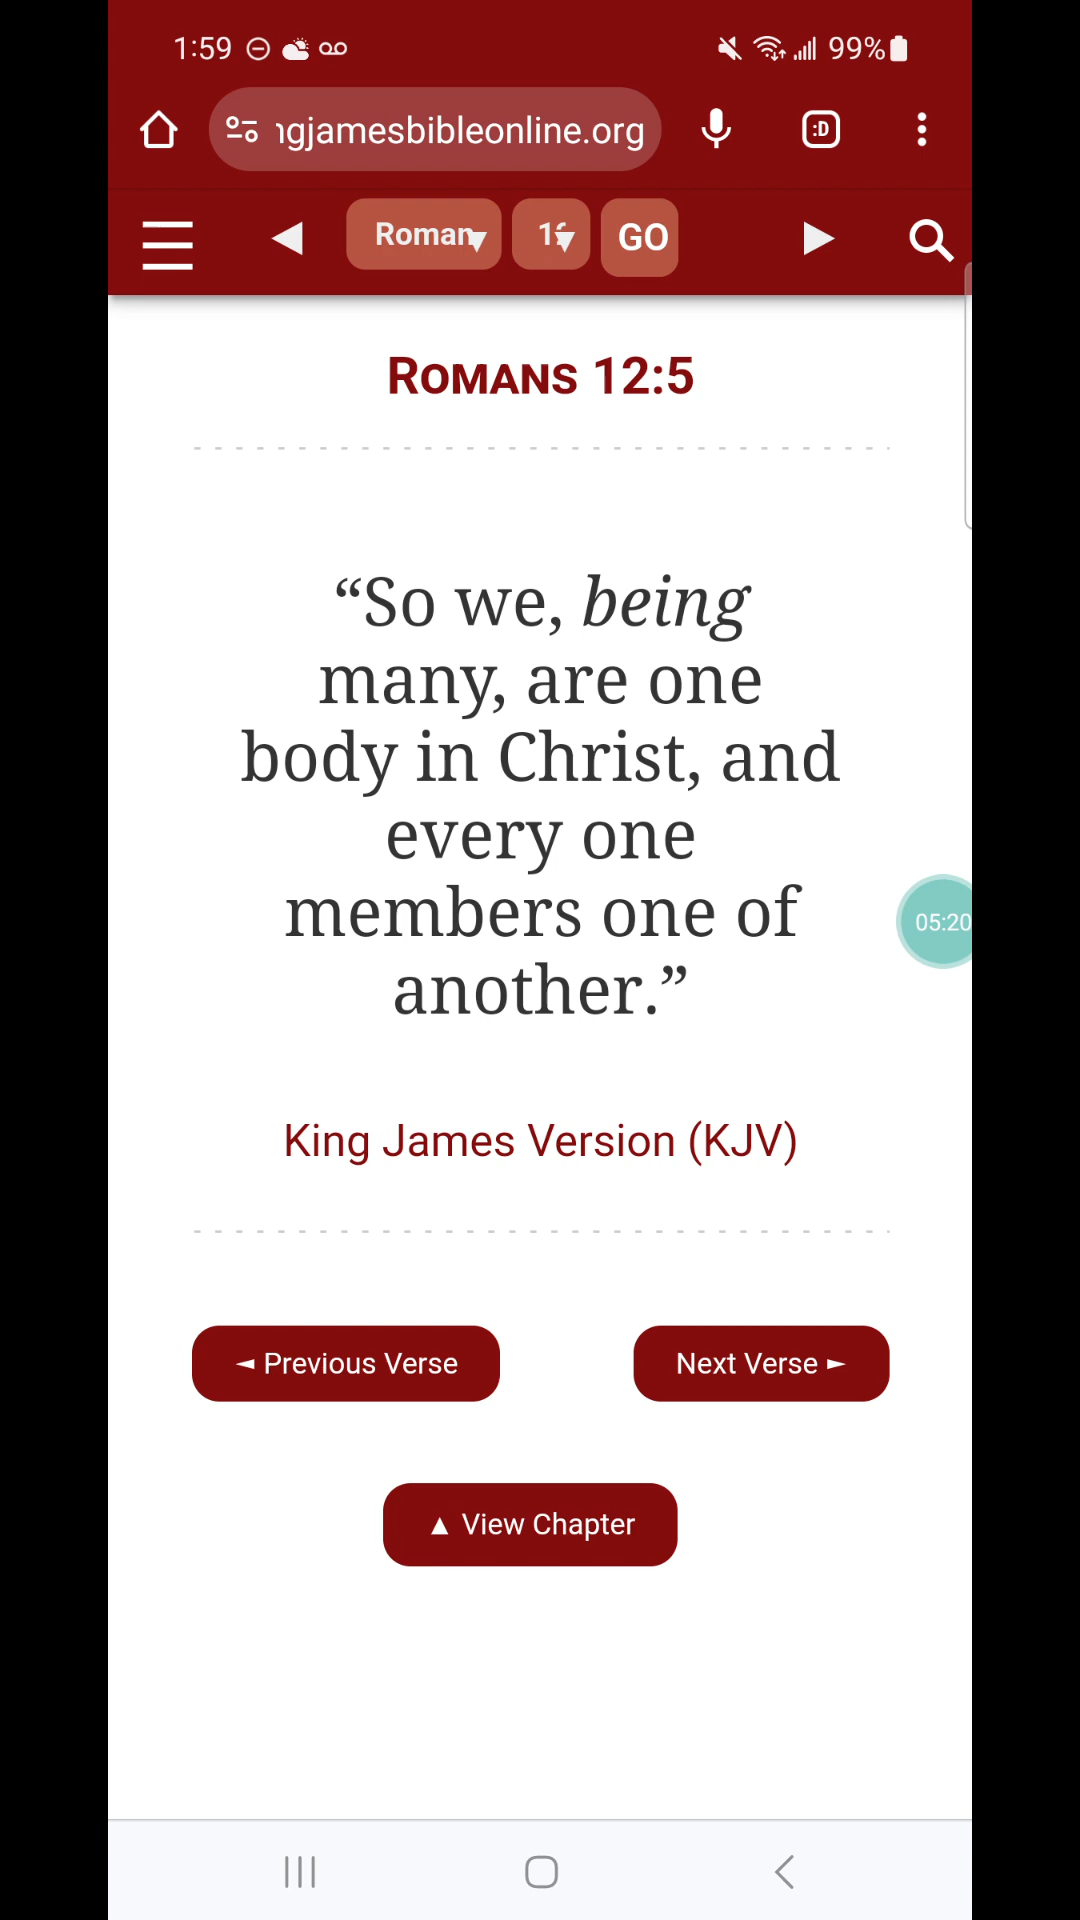 1:59 99%
ngjamesbibleonline.org :D
Roman GO
ROMANS 12:5
“So we, being
many, are one
body in Christ, and
every one
members one of
another.”
05:20
King James Version (KJV)
◄ Previous Verse Next Verse ►
▲ View Chapter